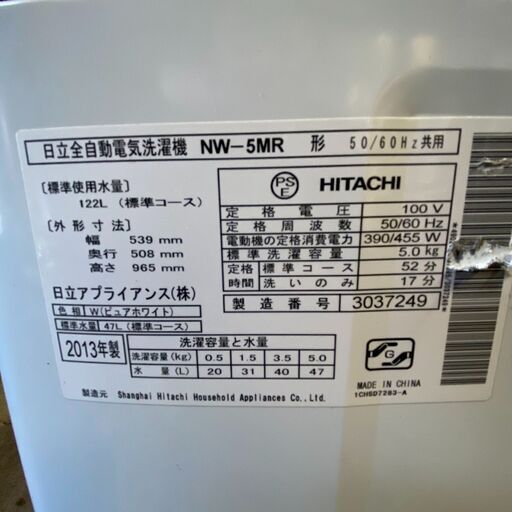 日立全自動電気洗濯機 NW-5MR 形 50/60Hz共用
〔標準使用水量〕
122L (標準コース)
〔外形寸法〕
幅 539 mm
奥行 508 mm
高さ 965 mm
日立アプライアンス(株)
色相 W(ピュアホワイト)
標準水量 47L (標準コース)
PS
E
HITACHI
定格電圧 100 V
定格周波数 50/60 Hz
電動機の定格消費電力 390/455 W
標準洗濯容量 5.0kg
定格時間 標準コース 52分
洗いのみ 17分
製造番号 3037249
2013年製
洗濯容量と水量
洗濯容量(kg) 0.5 1.5 3.5 5.0
水量(L) 20 31 40 47
G
MADE IN CHINA
1CHSD7283-A
製造元 Shanghai Hitachi Household Appliances Co.,Ltd.